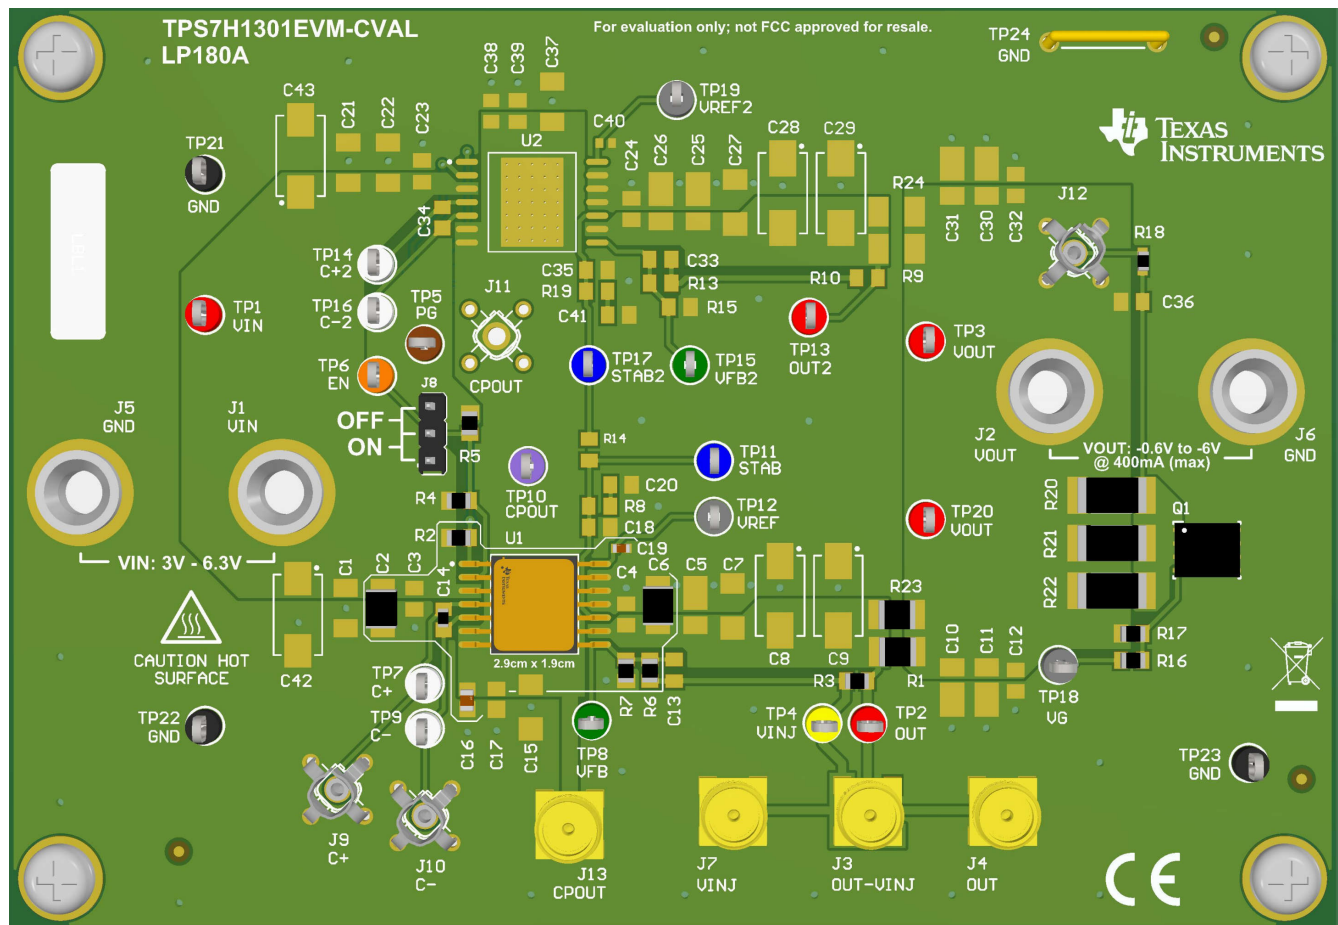 TPS7H1301EVM-CVAL
LP180A
For evaluation only; not FCC approved for resale.
TP24
GND
TEXAS
INSTRUMENTS
C38
C39
C37
C43
C21
C22
C23
TP21
GND
U2
C40
TP19
VREF2
C24
C26
C25
C27
C28
C29
R24
C31
C30
C32
J12
R18
LBL1
C34
TP14
C+2
TP16
C-2
TP5
PG
J11
CPOUT
C35
R19
C41
C33
R13
R15
R10
R9
C36
TP1
VIN
TP6
EN
TP17
STAB2
TP15
VFB2
TP13
OUT2
TP3
VOUT
J8
OFF
ON
R5
J5
GND
J1
VIN
R14
J2
VOUT
VOUT: -0.6V to -6V
@ 400mA (max)
J6
GND
TP10
CPOUT
TP11
STAB
TP12
VREF
C20
R8
C18
C19
TP20
VOUT
R20
R21
R22
Q1
R4
R2
U1
VIN: 3V - 6.3V
C1
C2
C3
C14
TEXAS
INSTRUMENTS
C4
C6
C5
C7
R23
CAUTION HOT
SURFACE
C42
2.9cm x 1.9cm
C8
C9
C10
C11
C12
R17
R16
TP7
C+
TP9
C-
R7
R6
C13
R3
R1
TP18
VG
TP22
GND
C16
C17
C15
TP8
VFB
TP4
VINJ
TP2
OUT
TP23
GND
J9
C+
J10
C-
J13
CPOUT
J7
VINJ
J3
OUT-VINJ
J4
OUT
CE